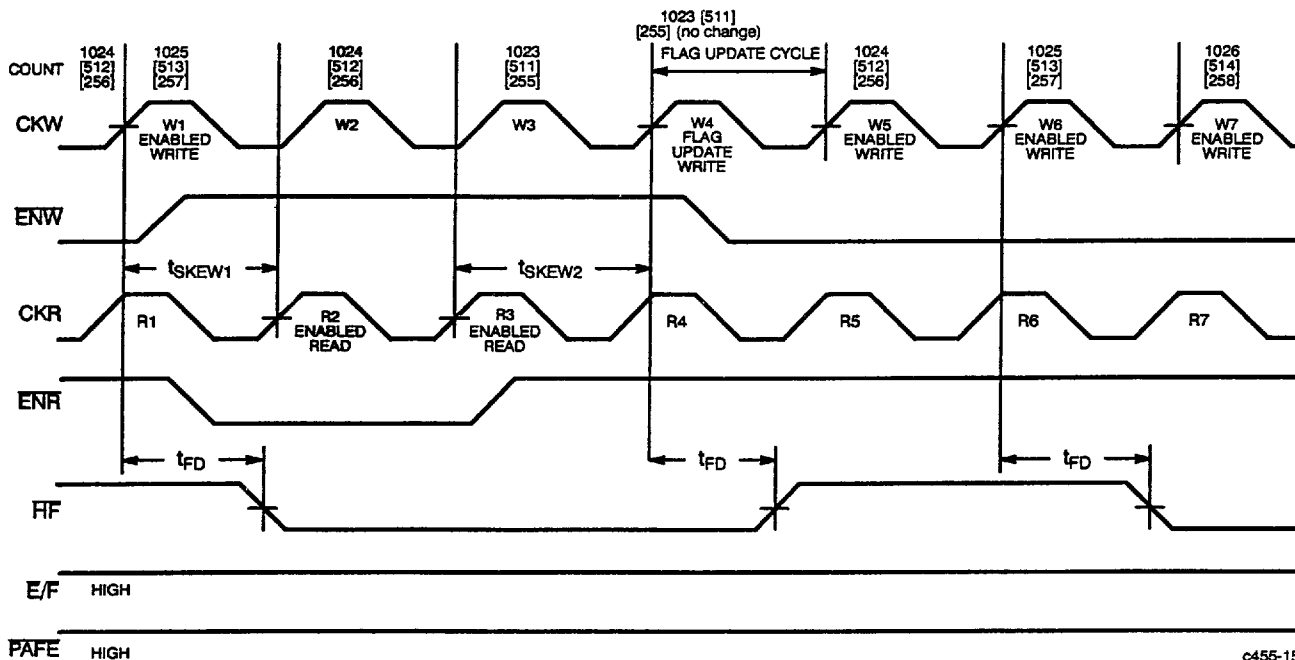 1023 [511]
[255] (no change)
FLAG UPDATE CYCLE
COUNT
1024
[512]
[256]
1025
[513]
[257]
1024
[512]
[256]
1023
[511]
[255]
1024
[512]
[256]
1025
[513]
[257]
1026
[514]
[258]
CKW
W1
ENABLED
WRITE
W2
W3
W4
FLAG
UPDATE
WRITE
W5
ENABLED
WRITE
W6
ENABLED
WRITE
W7
ENABLED
WRITE
ENW
tSKEW1
tSKEW2
CKR
R1
R2
ENABLED
READ
R3
ENABLED
READ
R4
R5
R6
R7
ENR
tFD
tFD
tFD
HF
E/F HIGH
PAFE HIGH
c455-15